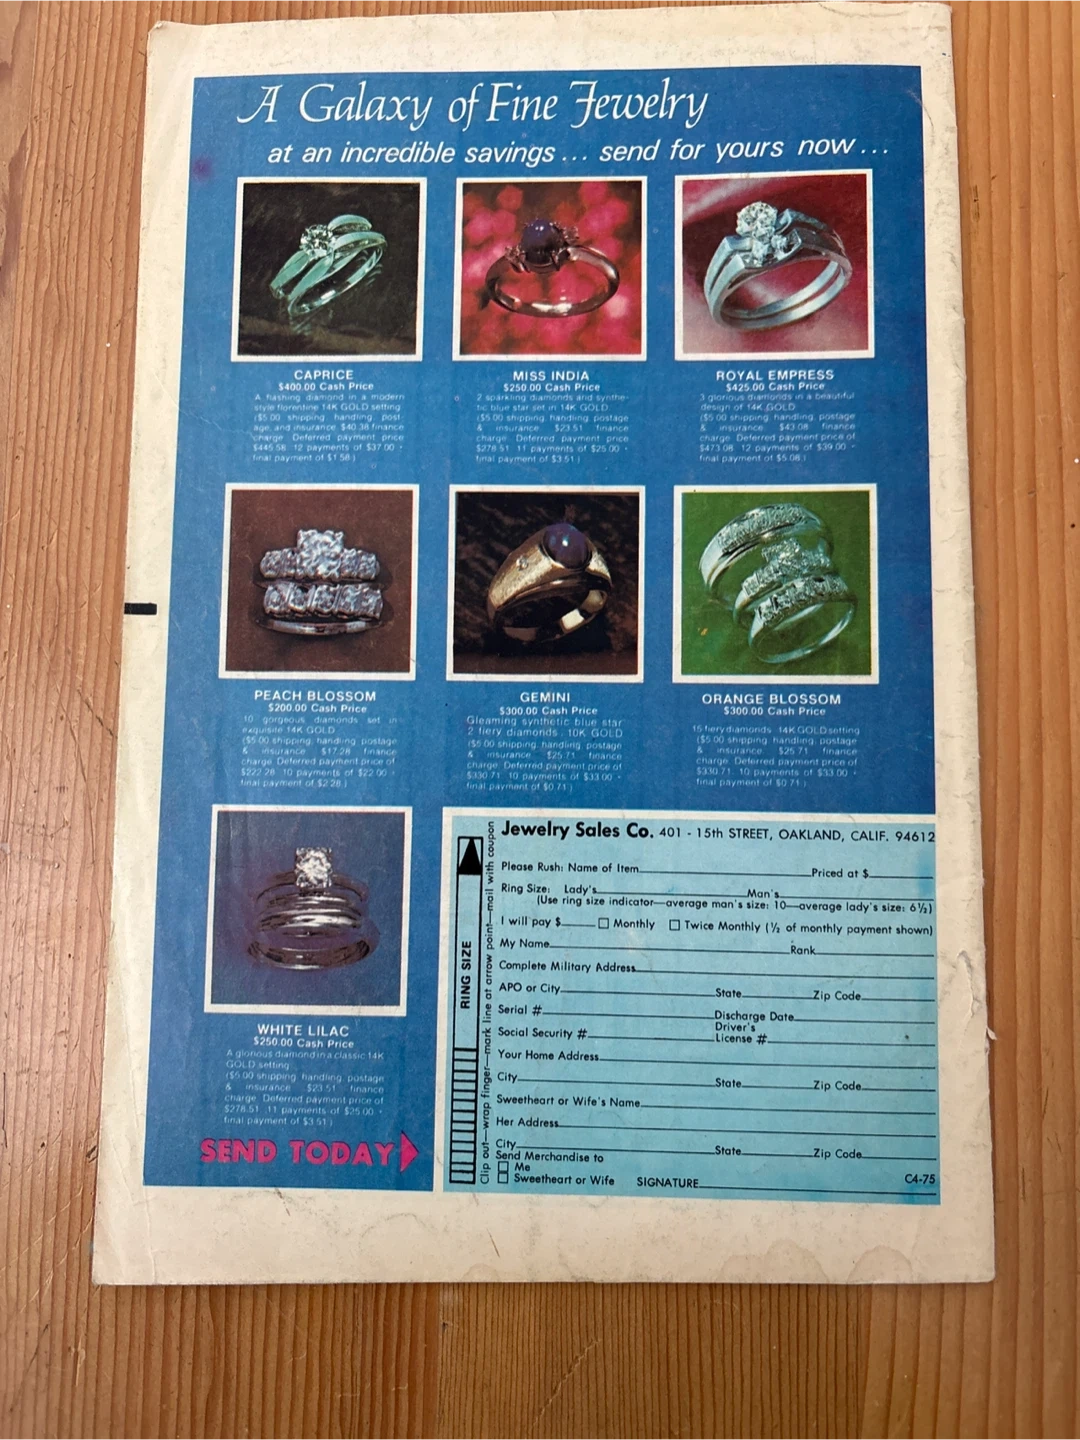 A Galaxy of Fine Jewelry
at an incredible savings... send for yours now...
CAPRICE
$400.00 Cash Price
A flashing diamond in a modern
style florentine 14K GOLD setting
($5.00 shipping, handling, post-
age, and insurance $40.38 finance
charge Deferred payment price
$445.58 12 payments of $37.00 -
final payment of $1.58)
MISS INDIA
$250.00 Cash Price
2 sparkling diamonds and synthe-
tic blue star set in 14K GOLD
($5.00 shipping, handling, postage
& insurance $23.51 finance
charge Deferred payment price
$278.51 11 payments of $25.00 -
final payment of $3.51)
ROYAL EMPRESS
$425.00 Cash Price
3 glorious diamonds in a beautiful
design of 14K GOLD
($5.00 shipping, handling, postage
& insurance $43.08 finance
charge Deferred payment price of
$473.08 12 payments of $39.00 -
final payment of $5.08)
PEACH BLOSSOM
$200.00 Cash Price
10 gorgeous diamonds set in
exquisite 14K GOLD
($5.00 shipping, handling, postage
& insurance $17.28 finance
charge Deferred payment price of
$222.28 10 payments of $22.00 -
final payment of $2.28)
GEMINI
$300.00 Cash Price
Gleaming synthetic blue star
2 fiery diamonds. 10K GOLD
($5.00 shipping, handling, postage
& insurance $25.71 finance
charge Deferred payment price of
$330.71 10 payments of $33.00 -
final payment of $0.71)
ORANGE BLOSSOM
$300.00 Cash Price
15 fiery diamonds 14K GOLD setting
($5.00 shipping, handling, postage
& insurance $25.71 finance
charge Deferred payment price of
$330.71 10 payments of $33.00 -
final payment of $0.71)
WHITE LILAC
$250.00 Cash Price
A glorious diamond in a classic 14K
GOLD setting
($5.00 shipping, handling, postage
& insurance $23.51 finance
charge Deferred payment price of
$278.51 11 payments of $25.00 -
final payment of $3.51)
SEND TODAY
RING SIZE
Clip out—wrap finger—mark line at arrow point—mail with coupon
Jewelry Sales Co. 401 - 15th STREET, OAKLAND, CALIF. 94612
Please Rush: Name of Item Priced at $
Ring Size: Lady's Man's
(Use ring size indicator—average man's size: 10—average lady's size: 6½)
I will pay $ Monthly Twice Monthly (½ of monthly payment shown)
My Name Rank
Complete Military Address
APO or City State Zip Code
Serial # Discharge Date
Driver's
Social Security # License #
Your Home Address
City State Zip Code
Sweetheart or Wife's Name
Her Address
City State Zip Code
Send Merchandise to
Me
Sweetheart or Wife SIGNATURE C4-75